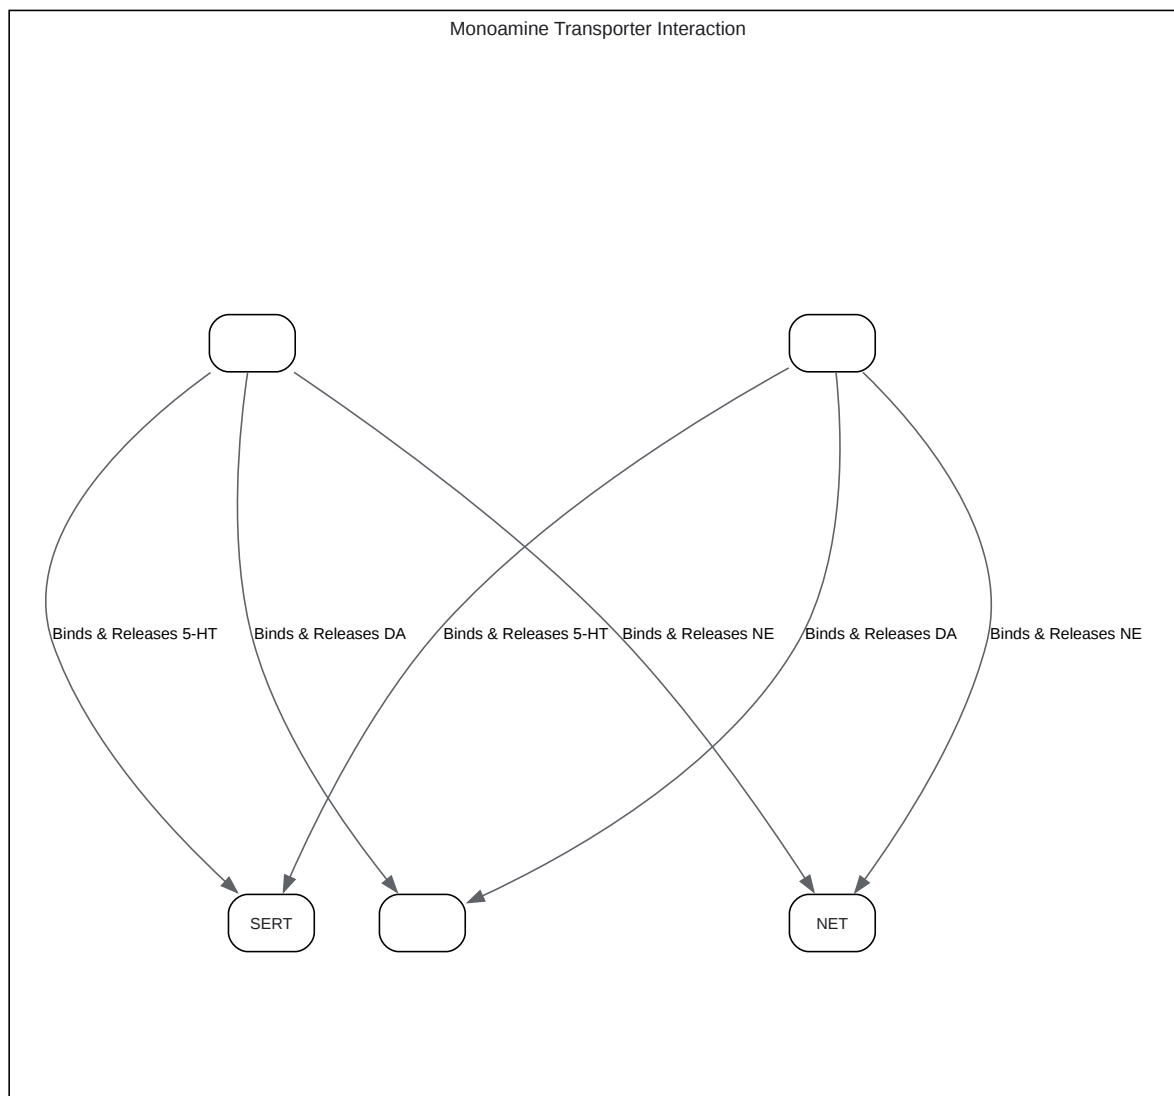 Monoamine Transporter Interaction
Binds & Releases 5-HT
Binds & Releases DA
Binds & Releases 5-HT
Binds & Releases NE
Binds & Releases DA
Binds & Releases NE
SERT
NET